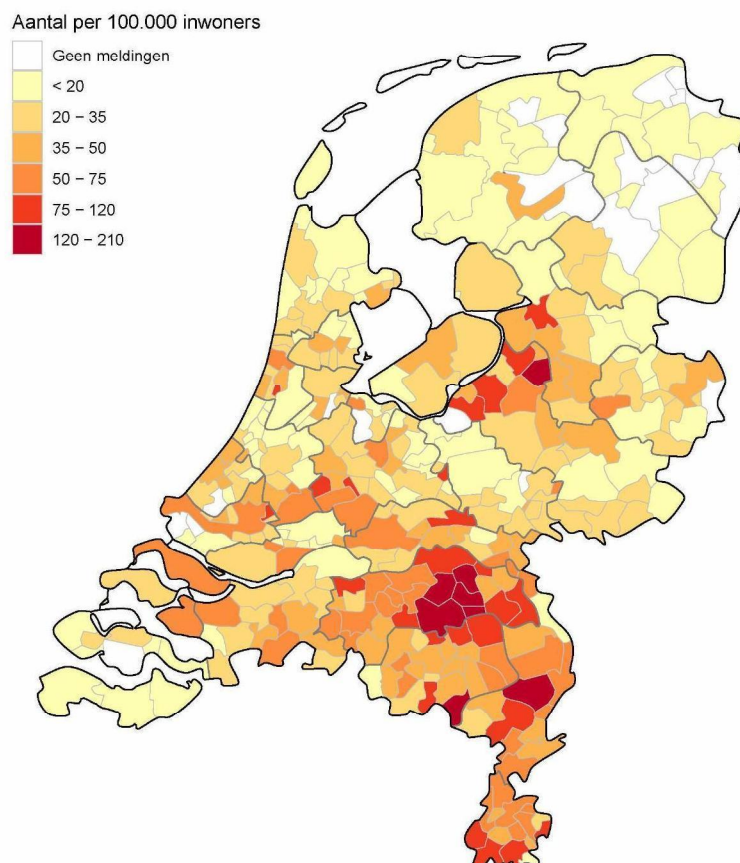 Aantal per 100.000 inwoners
Geen meldingen
< 20
20 – 35
35 – 50
50 – 75
75 – 120
120 – 210